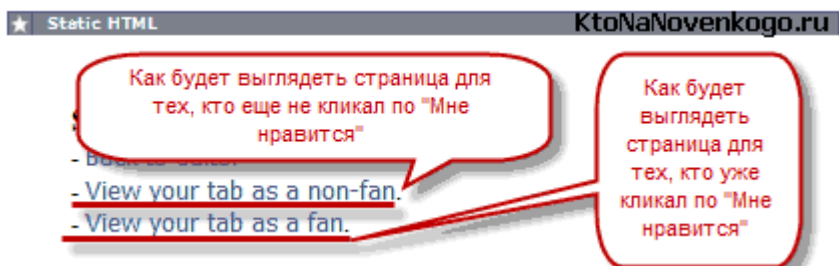 Static HTML
KtoNaNovenkogo.ru
Как будет выглядеть страница для
тех, кто еще не кликал по "Мне
нравится"
Как будет
выглядеть
страница для
тех, кто уже
кликал по "Мне
нравится"
- View your tab as a non-fan.
- View your tab as a fan.